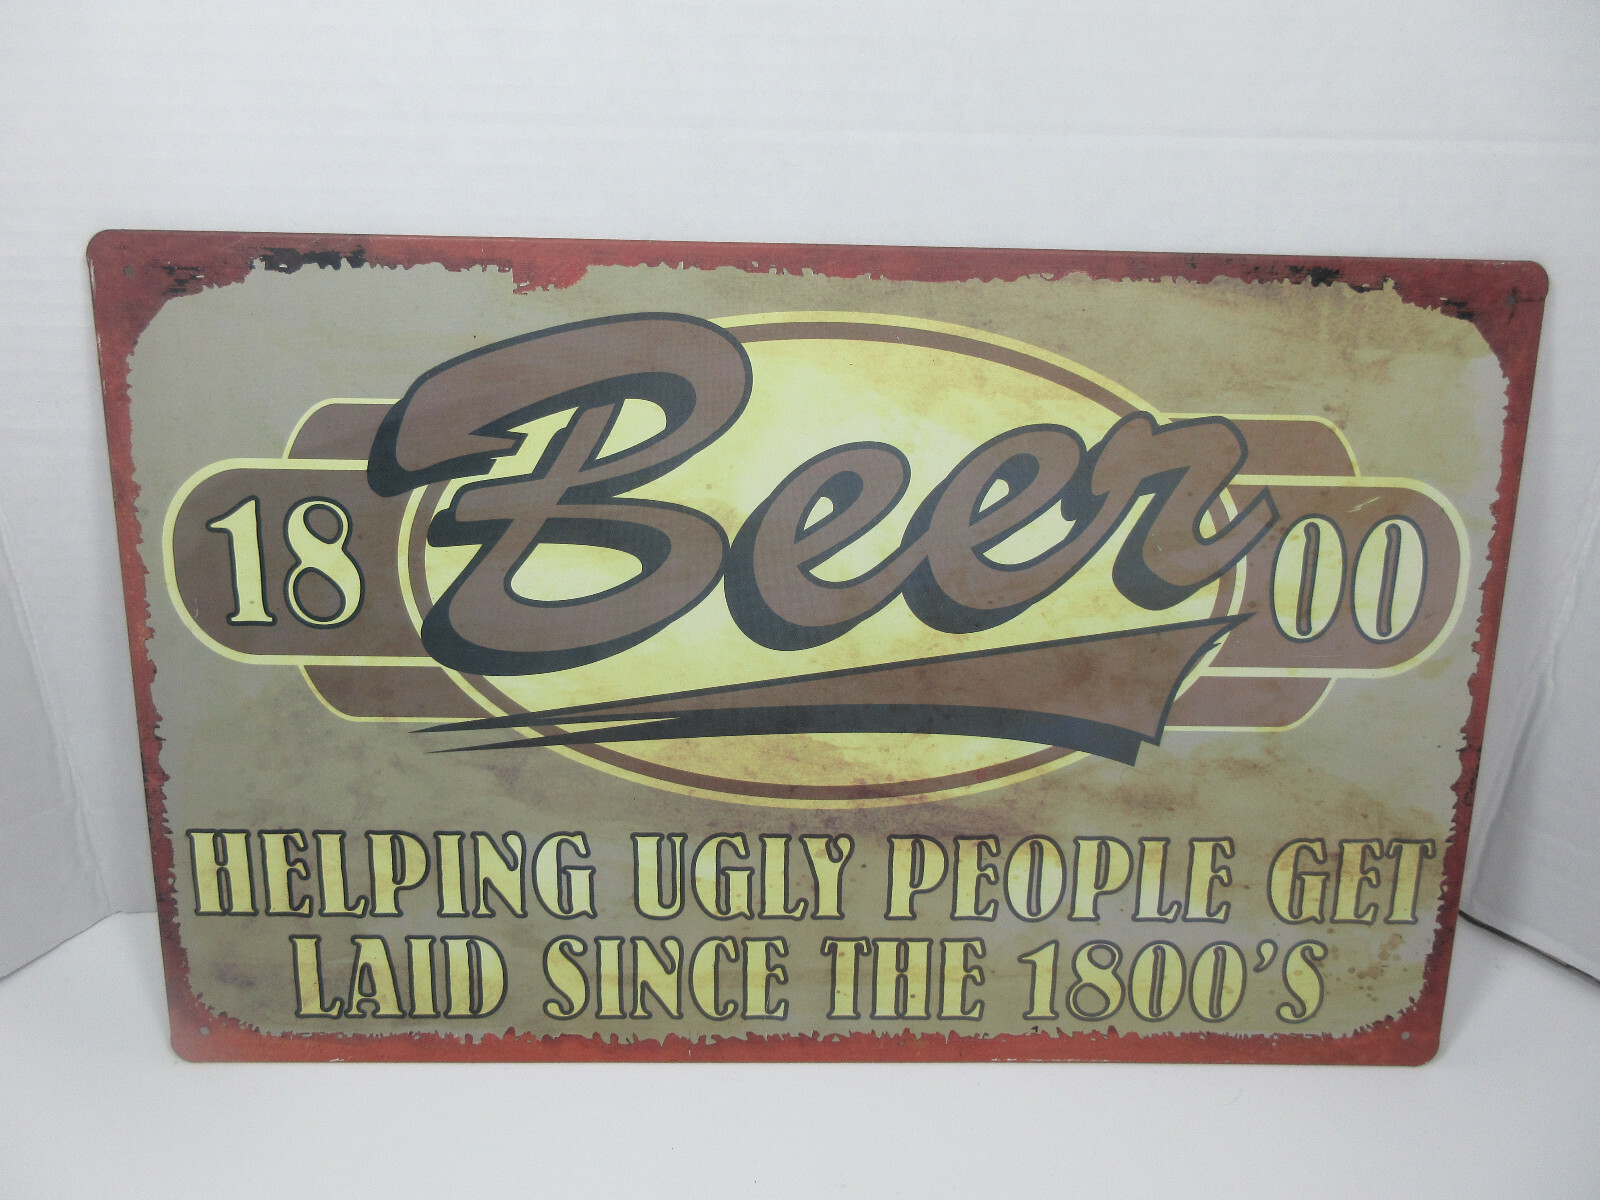 18 Beer 00
HELPING UGLY PEOPLE GET
LAID SINCE THE 1800'S